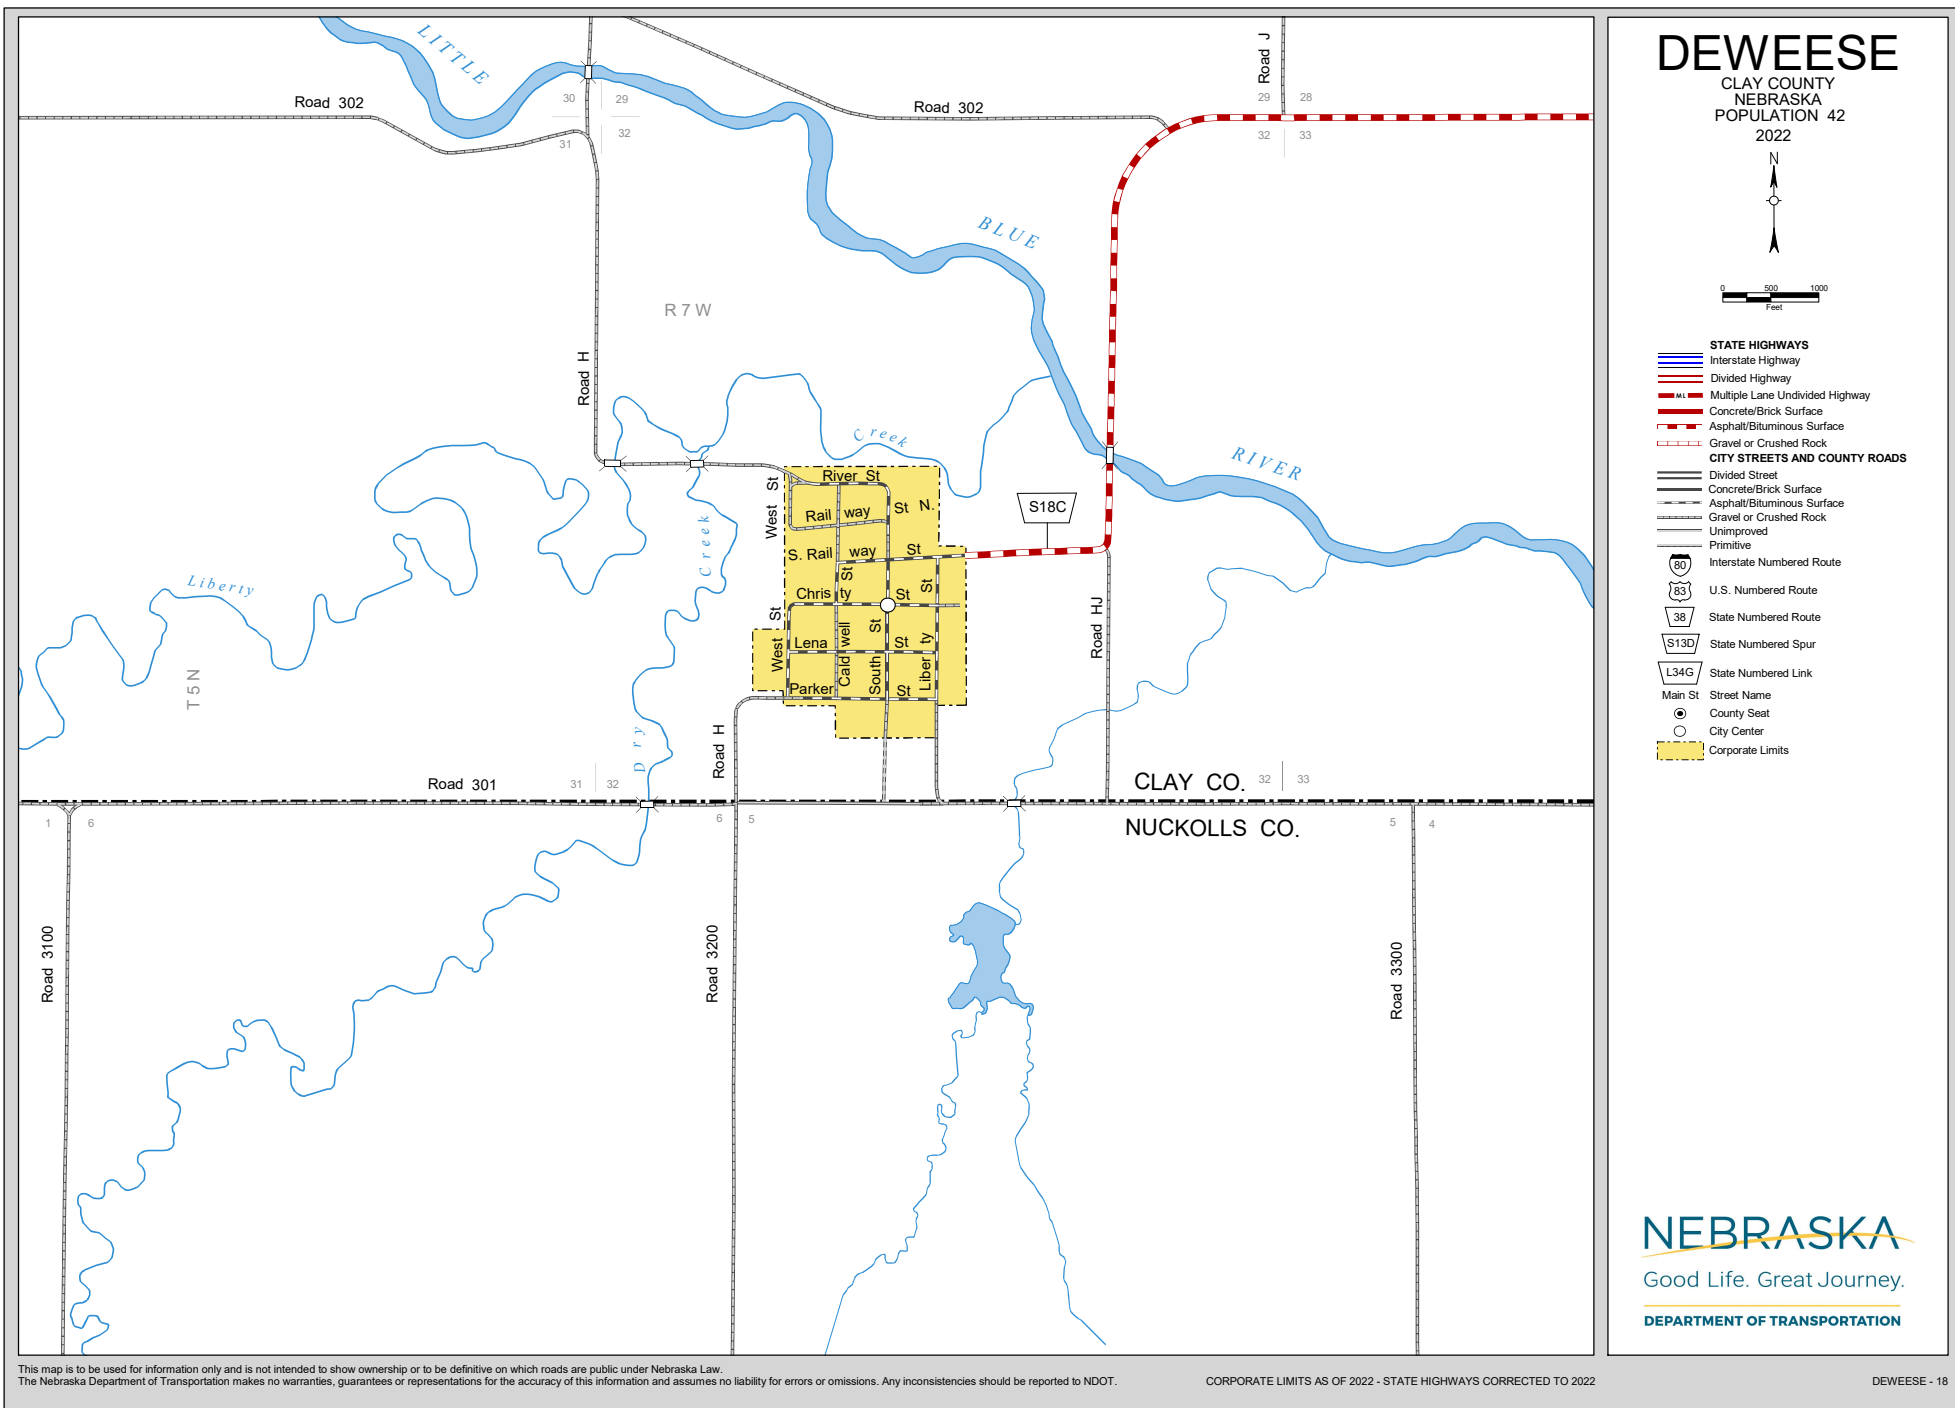 DEWEESE
CLAY COUNTY
NEBRASKA
POPULATION 42
2022
N
0 500 1000
Feet
STATE HIGHWAYS
Interstate Highway
Divided Highway
ML Multiple Lane Undivided Highway
Concrete/Brick Surface
Asphalt/Bituminous Surface
Gravel or Crushed Rock
CITY STREETS AND COUNTY ROADS
Divided Street
Concrete/Brick Surface
Asphalt/Bituminous Surface
Gravel or Crushed Rock
Unimproved
Primitive
80 Interstate Numbered Route
83 U.S. Numbered Route
38 State Numbered Route
S13D State Numbered Spur
L34G State Numbered Link
Main St Street Name
County Seat
City Center
Corporate Limits
NEBRASKA
Good Life. Great Journey.
DEPARTMENT OF TRANSPORTATION
LITTLE
BLUE
RIVER
Road J
Road 302
Road 302
30 29
31 32
29 28
32 33
R 7 W
T 5 N
Road H
Creek
Creek
Dry
Liberty
River St
West St
Rail way St N.
S. Rail way St
S18C
Chris ty St
West St
Lena St
Parker St
Cald well St
South St
Liber ty St
Road HJ
Road H
Road 301
31 32
CLAY CO.
32 33
NUCKOLLS CO.
1 6
6 5
5 4
Road 3100
Road 3200
Road 3300
This map is to be used for information only and is not intended to show ownership or to be definitive on which roads are public under Nebraska Law.
The Nebraska Department of Transportation makes no warranties, guarantees or representations for the accuracy of this information and assumes no liability for errors or omissions. Any inconsistencies should be reported to NDOT.
CORPORATE LIMITS AS OF 2022 - STATE HIGHWAYS CORRECTED TO 2022
DEWEESE - 18